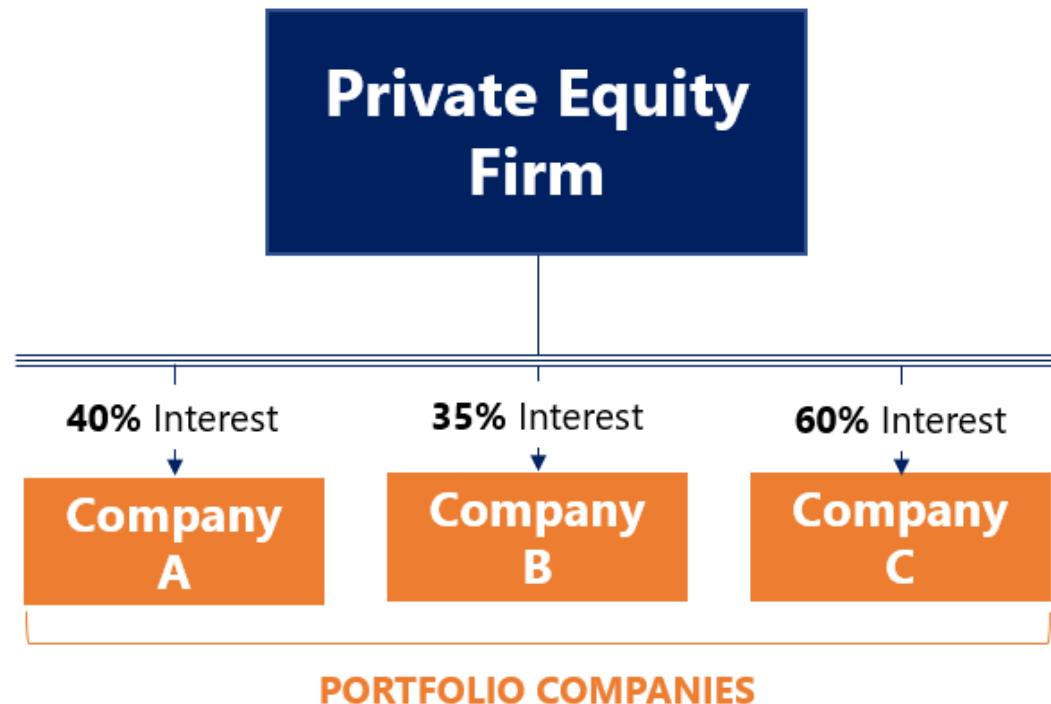 Private Equity
Firm
40% Interest
35% Interest
60% Interest
Company
A
Company
B
Company
C
PORTFOLIO COMPANIES